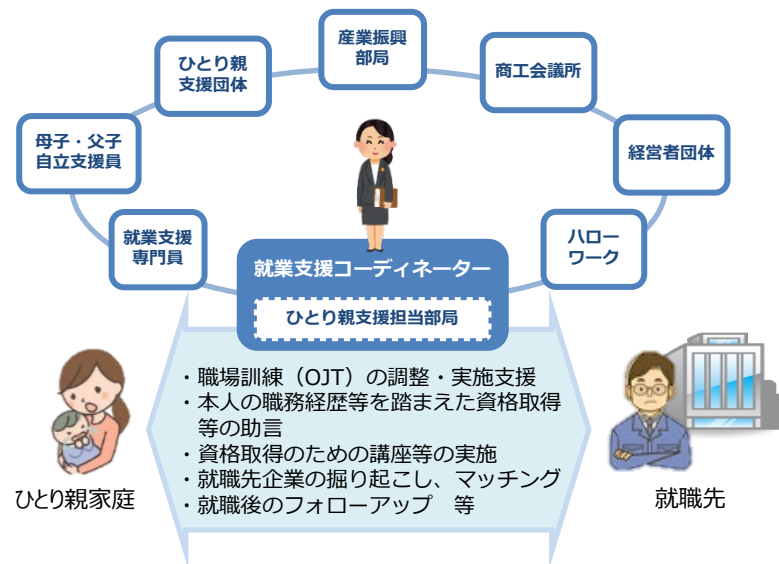 産業振興
部局
ひとり親
支援団体
商工会議所
母子・父子
自立支援員
経営者団体
就業支援
専門員
ハロー
ワーク
就業支援コーディネーター
ひとり親支援担当部局
・職場訓練（OJT）の調整・実施支援
・本人の職務経歴等を踏まえた資格取得
等の助言
・資格取得のための講座等の実施
・就職先企業の掘り起こし、マッチング
・就職後のフォローアップ　等
ひとり親家庭
就職先